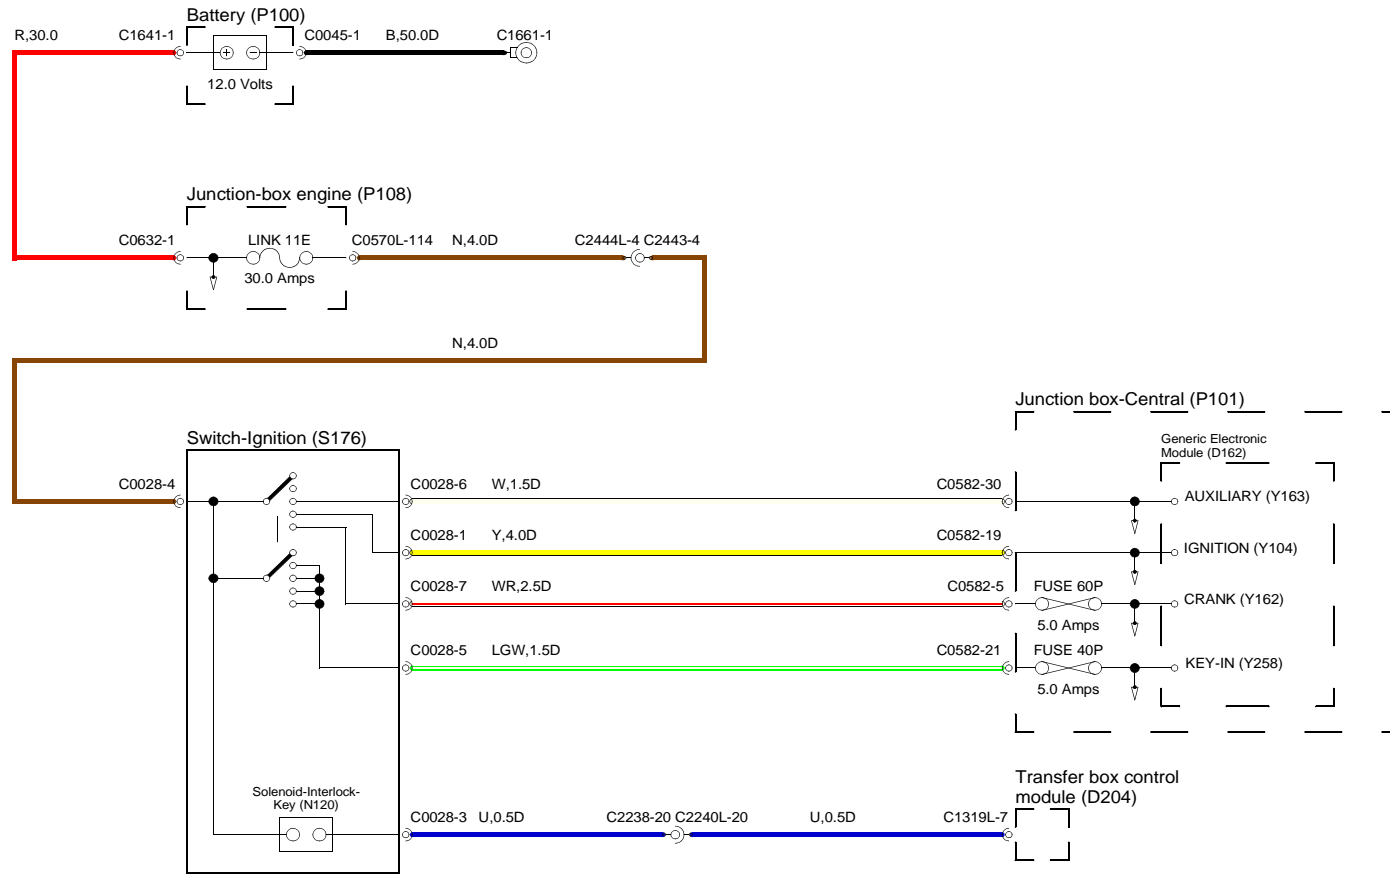 Battery (P100)
R,30.0
C1641-1
C0045-1
B,50.0D
C1661-1
12.0 Volts
Junction-box engine (P108)
C0632-1
LINK 11E
C0570L-114
N,4.0D
C2444L-4
C2443-4
30.0 Amps
N,4.0D
Junction box-Central (P101)
Switch-Ignition (S176)
Generic Electronic
Module (D162)
C0028-4
C0028-6
W,1.5D
C0582-30
AUXILIARY (Y163)
C0028-1
Y,4.0D
C0582-19
IGNITION (Y104)
C0028-7
WR,2.5D
C0582-5
FUSE 60P
CRANK (Y162)
5.0 Amps
C0028-5
LGW,1.5D
C0582-21
FUSE 40P
KEY-IN (Y258)
5.0 Amps
Transfer box control
module (D204)
Solenoid-Interlock-
Key (N120)
C0028-3
U,0.5D
C2238-20
C2240L-20
U,0.5D
C1319L-7